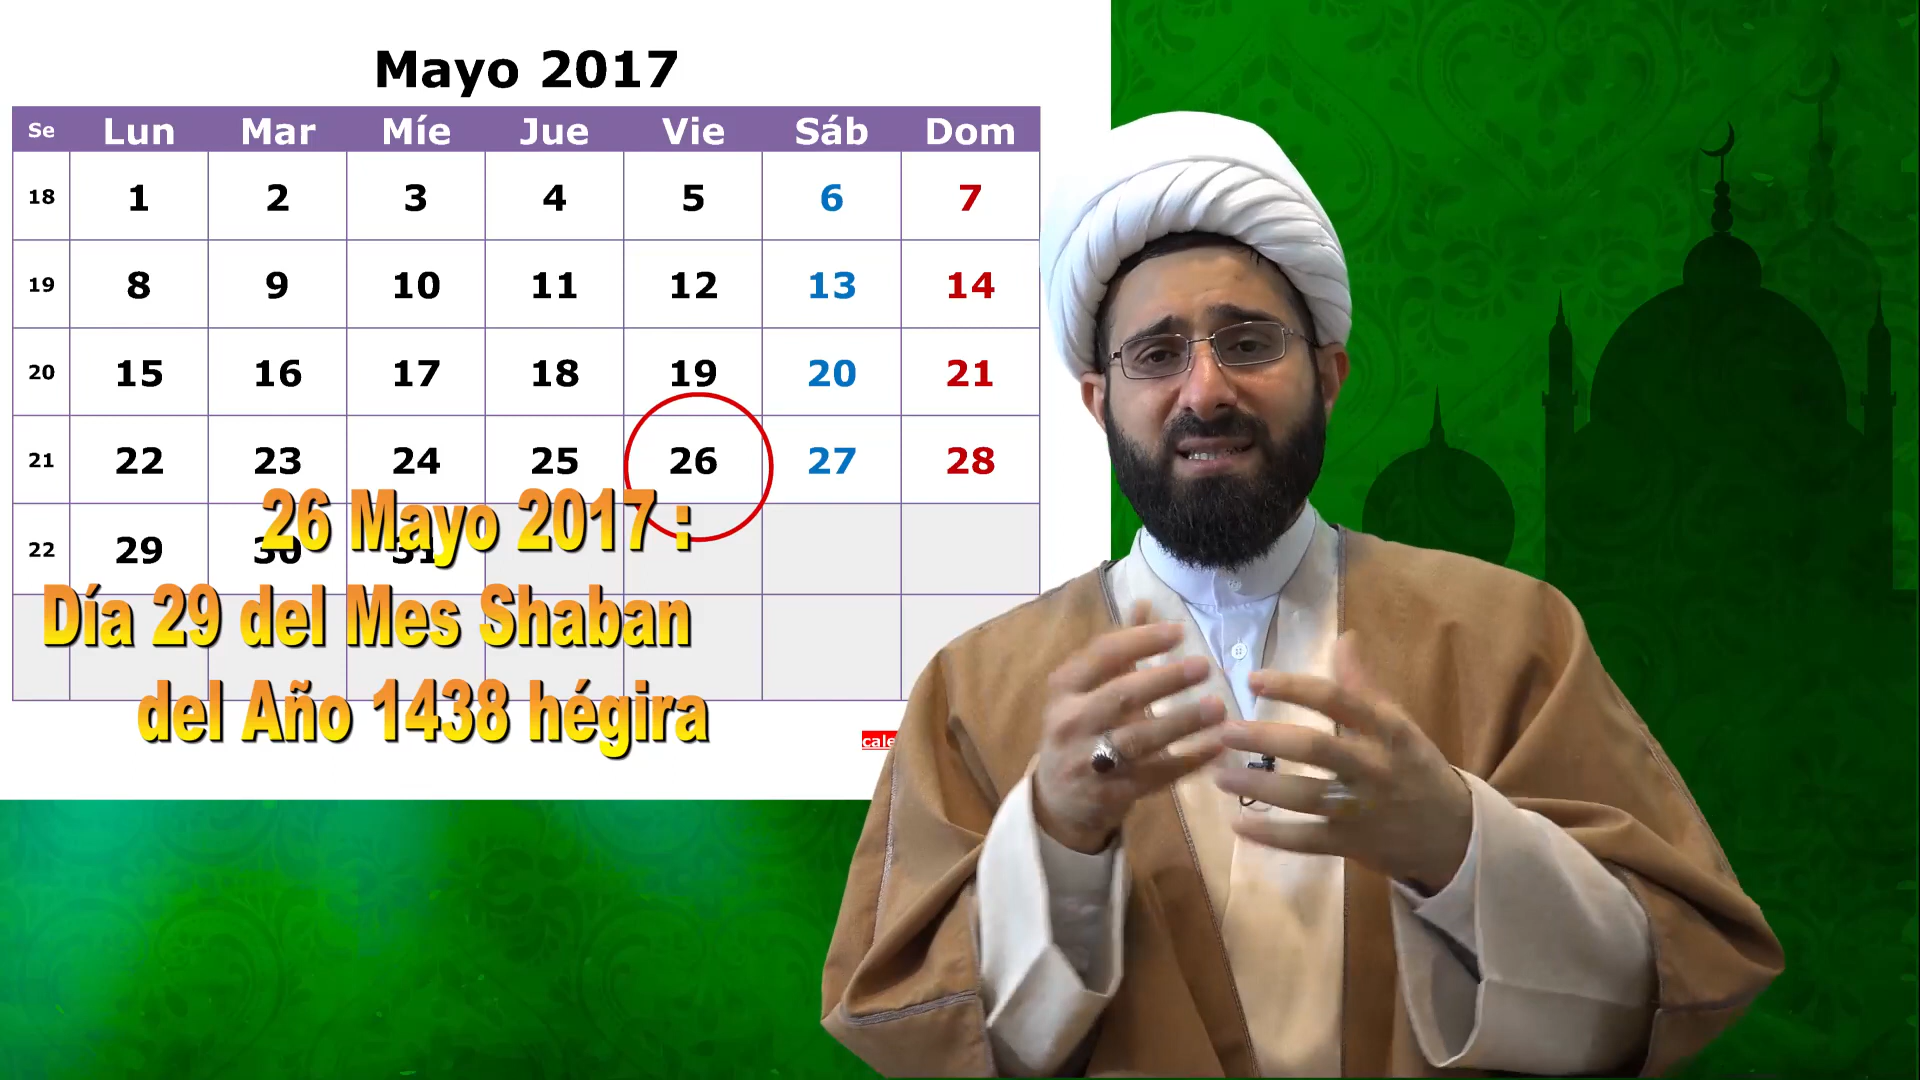 Mayo 2017
Se Lun Mar Míe Jue Vie Sáb Dom
18 1 2 3 4 5 6 7
19 8 9 10 11 12 13 14
20 15 16 17 18 19 20 21
21 22 23 24 25 26 27 28
22 29 30 31
26 Mayo 2017 :
Día 29 del Mes Shaban
del Año 1438 hégira